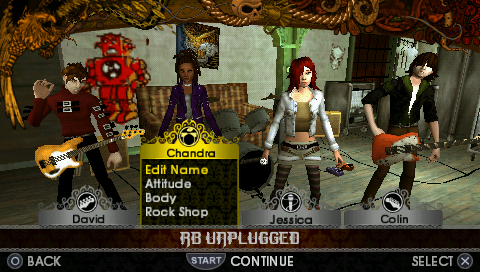 Chandra
Edit Name
Attitude
Body
Rock Shop
David
Jessica
Colin
RB UNPLUGGED
BACK
START CONTINUE
SELECT